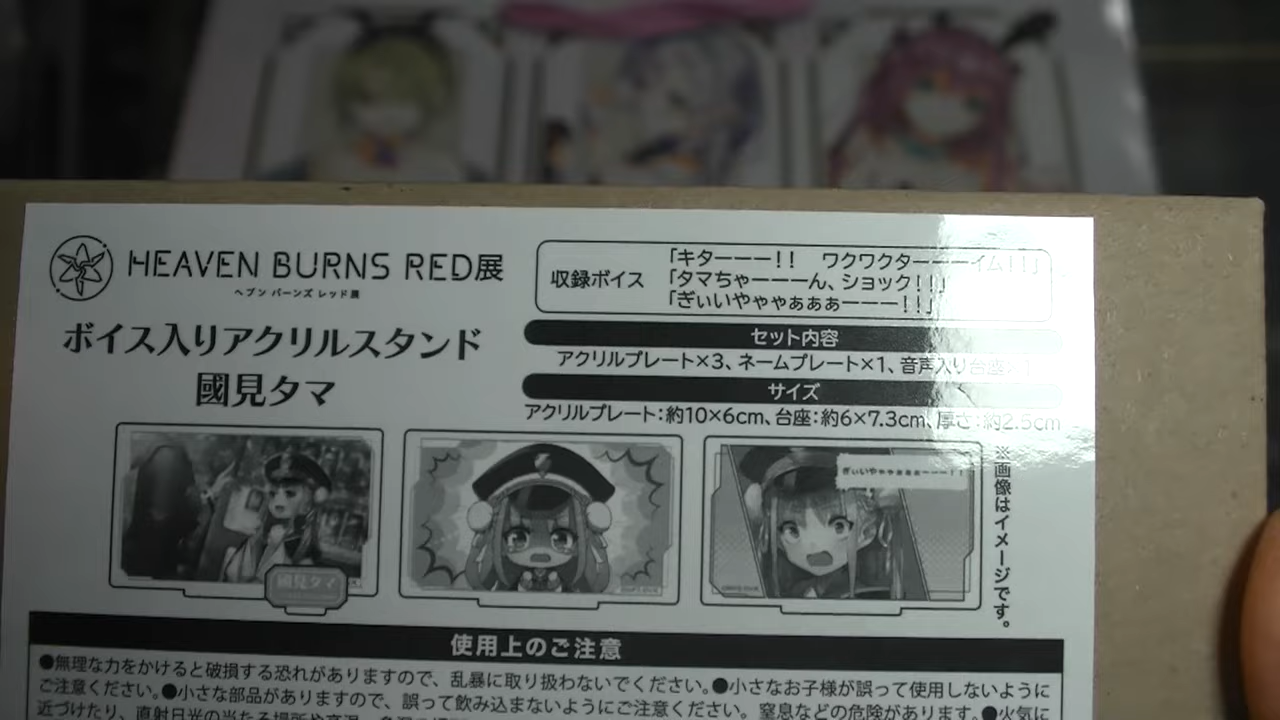 HEAVEN BURNS RED展
ヘブン バーンズ レッド展
ボイス入りアクリルスタンド
國見タマ
収録ボイス
「キターーー!! ワクワクターーーイム!!」
「タマちゃーーーん、ショック!!」
「ぎぃいやゃゃぁぁぁーーー!!」
セット内容
アクリルプレート×3、ネームプレート×1、音声入り台座×1
サイズ
アクリルプレート:約10×6cm、台座:約6×7.3cm、厚さ:約2.5cm
國見タマ
ぎぃいやゃゃぁぁぁーーー!!
※画像はイメージです。
使用上のご注意
●無理な力をかけると破損する恐れがありますので、乱暴に取り扱わないでください。●小さなお子様が誤って使用しないように
ご注意ください。●小さな部品がありますので、誤って飲み込まないようにご注意ください。窒息などの危険があります。●火気に
近づけたり、直射日光の当たる場所や高温